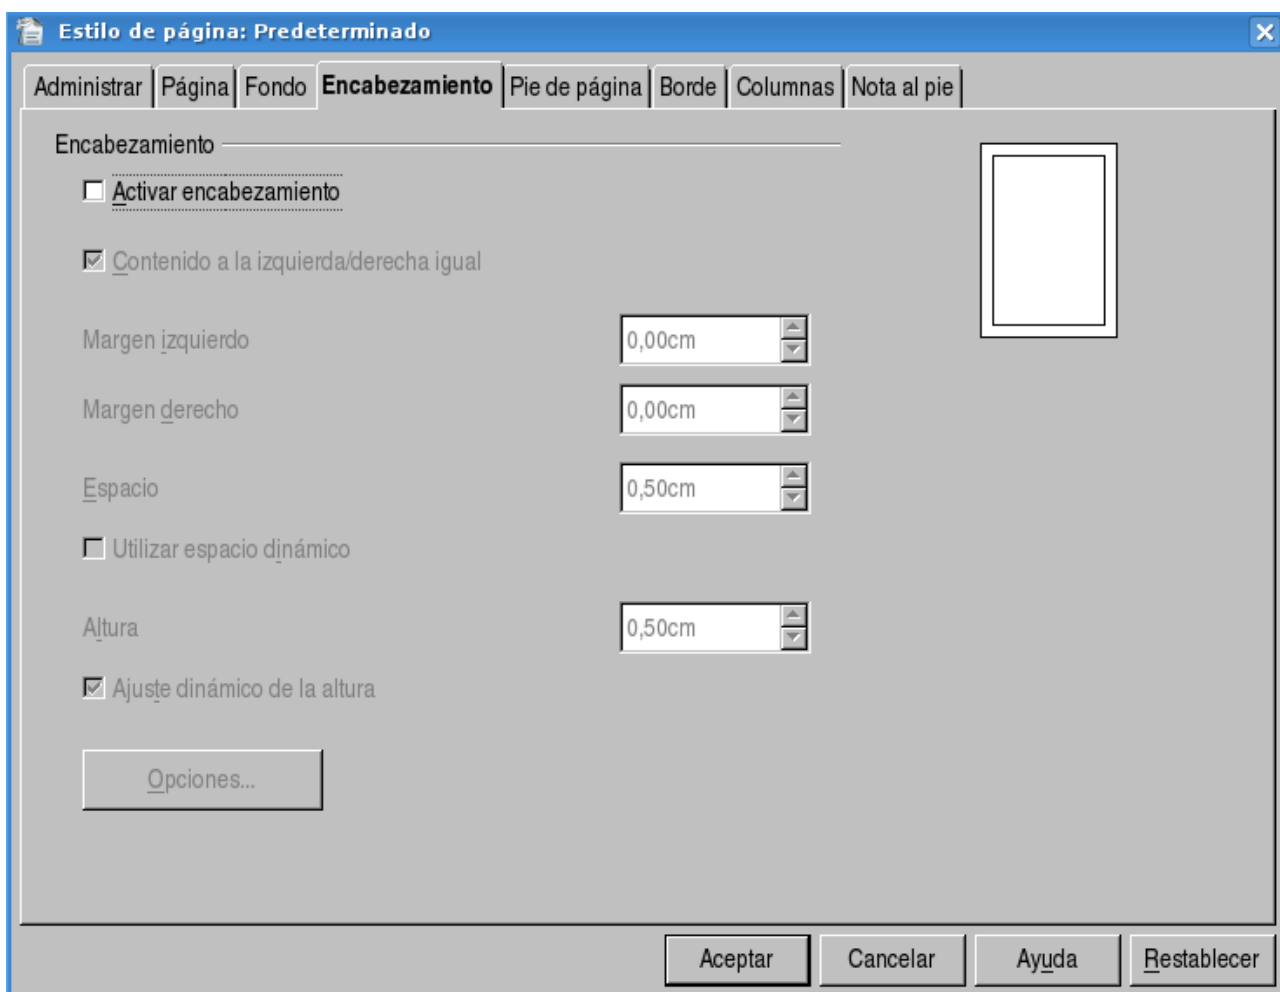 Estilo de página: Predeterminado
Administrar Página Fondo Encabezamiento Pie de página Borde Columnas Nota al pie
Encabezamiento
Activar encabezamiento
Contenido a la izquierda/derecha igual
Margen izquierdo 0,00cm
Margen derecho 0,00cm
Espacio 0,50cm
Utilizar espacio dinámico
Altura 0,50cm
Ajuste dinámico de la altura
Opciones...
Aceptar Cancelar Ayuda Restablecer